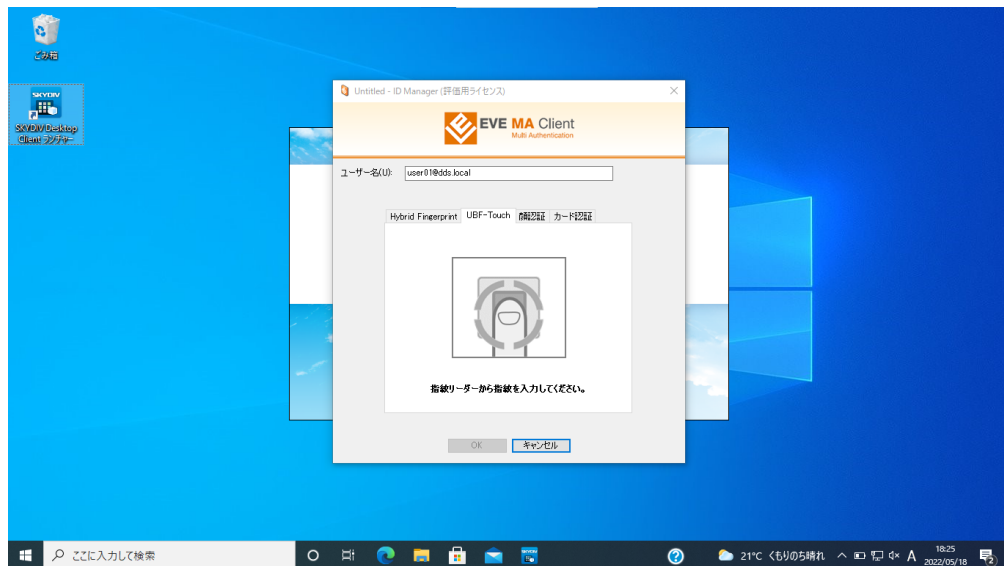 ごみ箱
SKYDIV
SKYDIV Desktop
Client ランチャー
Untitled - ID Manager (評価用ライセンス)
EVE MA Client
Multi Authentication
ユーザー名(U): user01@dds.local
Hybrid Fingerprint UBF-Touch 顔認証 カード認証
指紋リーダーから指紋を入力してください。
OK キャンセル
ここに入力して検索
SKYDIV
21°C くもりのち晴れ A 18:25
2022/05/18 2